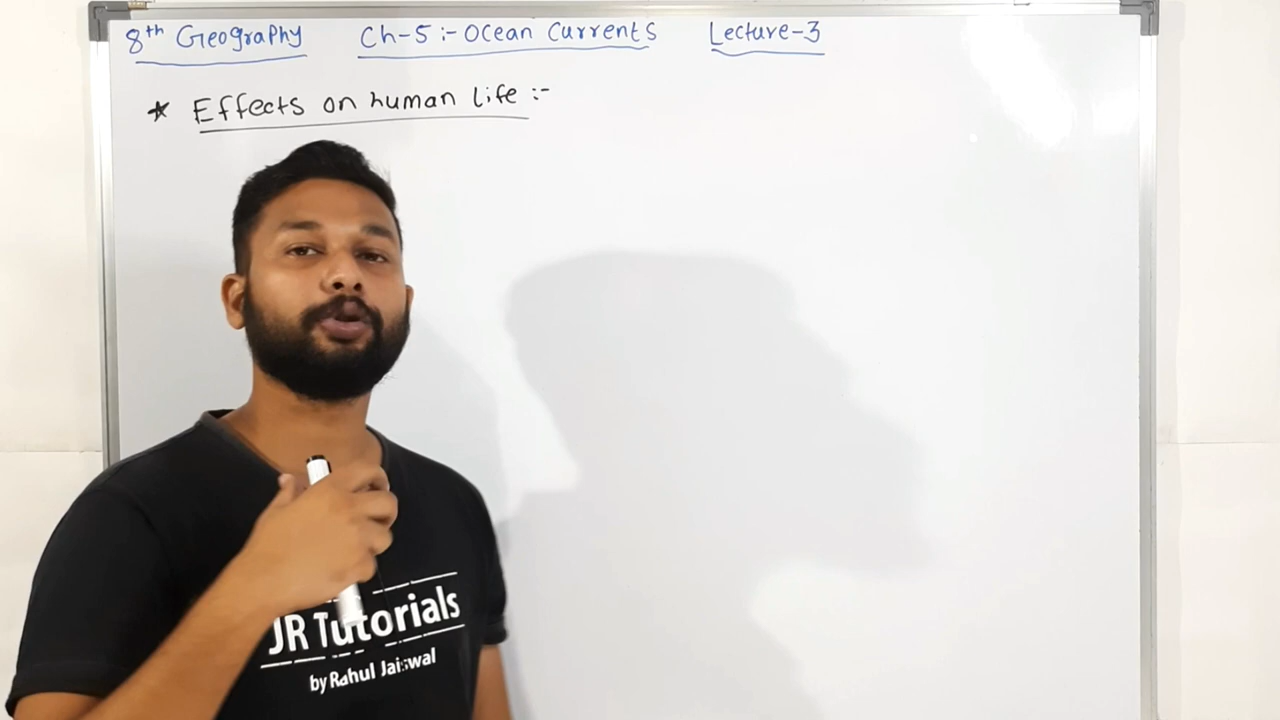 8th Geography Ch-5 :- Ocean Currents Lecture-3
* Effects on human life :-
JR Tutorials
by Rahul Jaiswal